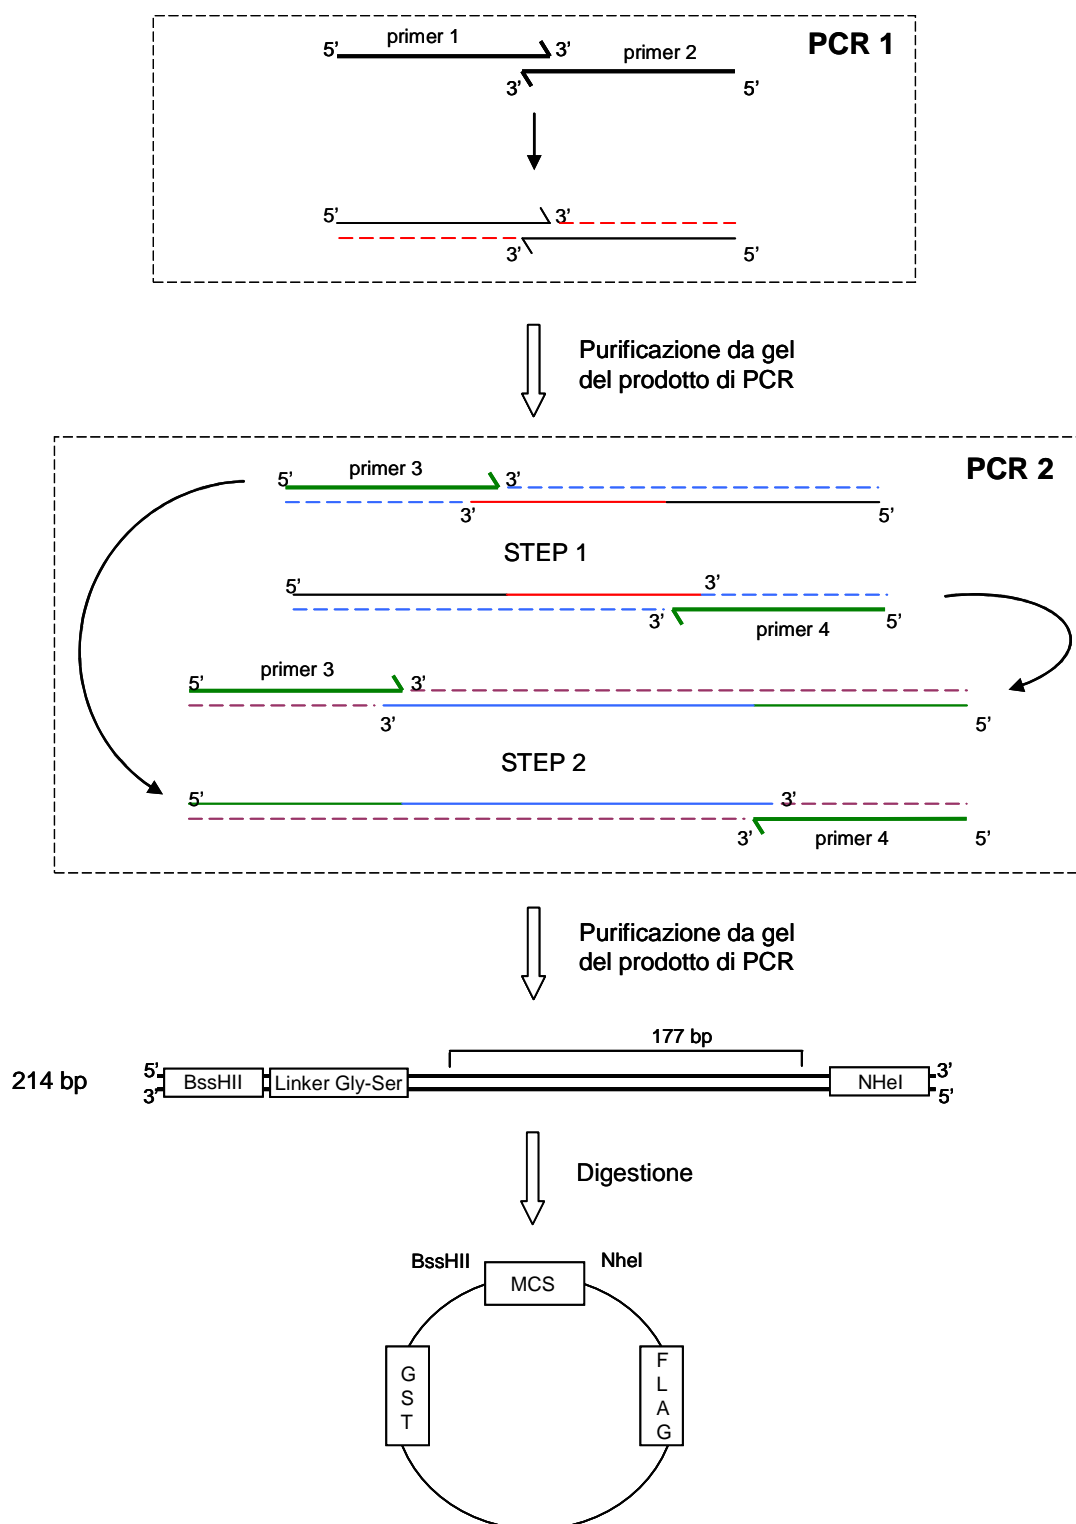 PCR 1
primer 1
5’ 3’
primer 2
3’ 5’
5’ 3’
3’ 5’
Purificazione da gel
del prodotto di PCR
PCR 2
primer 3
5’ 3’
3’ 5’
STEP 1
5’ 3’
3’ 5’
primer 4
primer 3
5’ 3’
3’ 5’
STEP 2
5’ 3’
3’ 5’
primer 4
Purificazione da gel
del prodotto di PCR
177 bp
214 bp
5’ 3’
BssHII Linker Gly-Ser NHeI
3’ 5’
Digestione
BssHII NheI
MCS
GST
FLAG